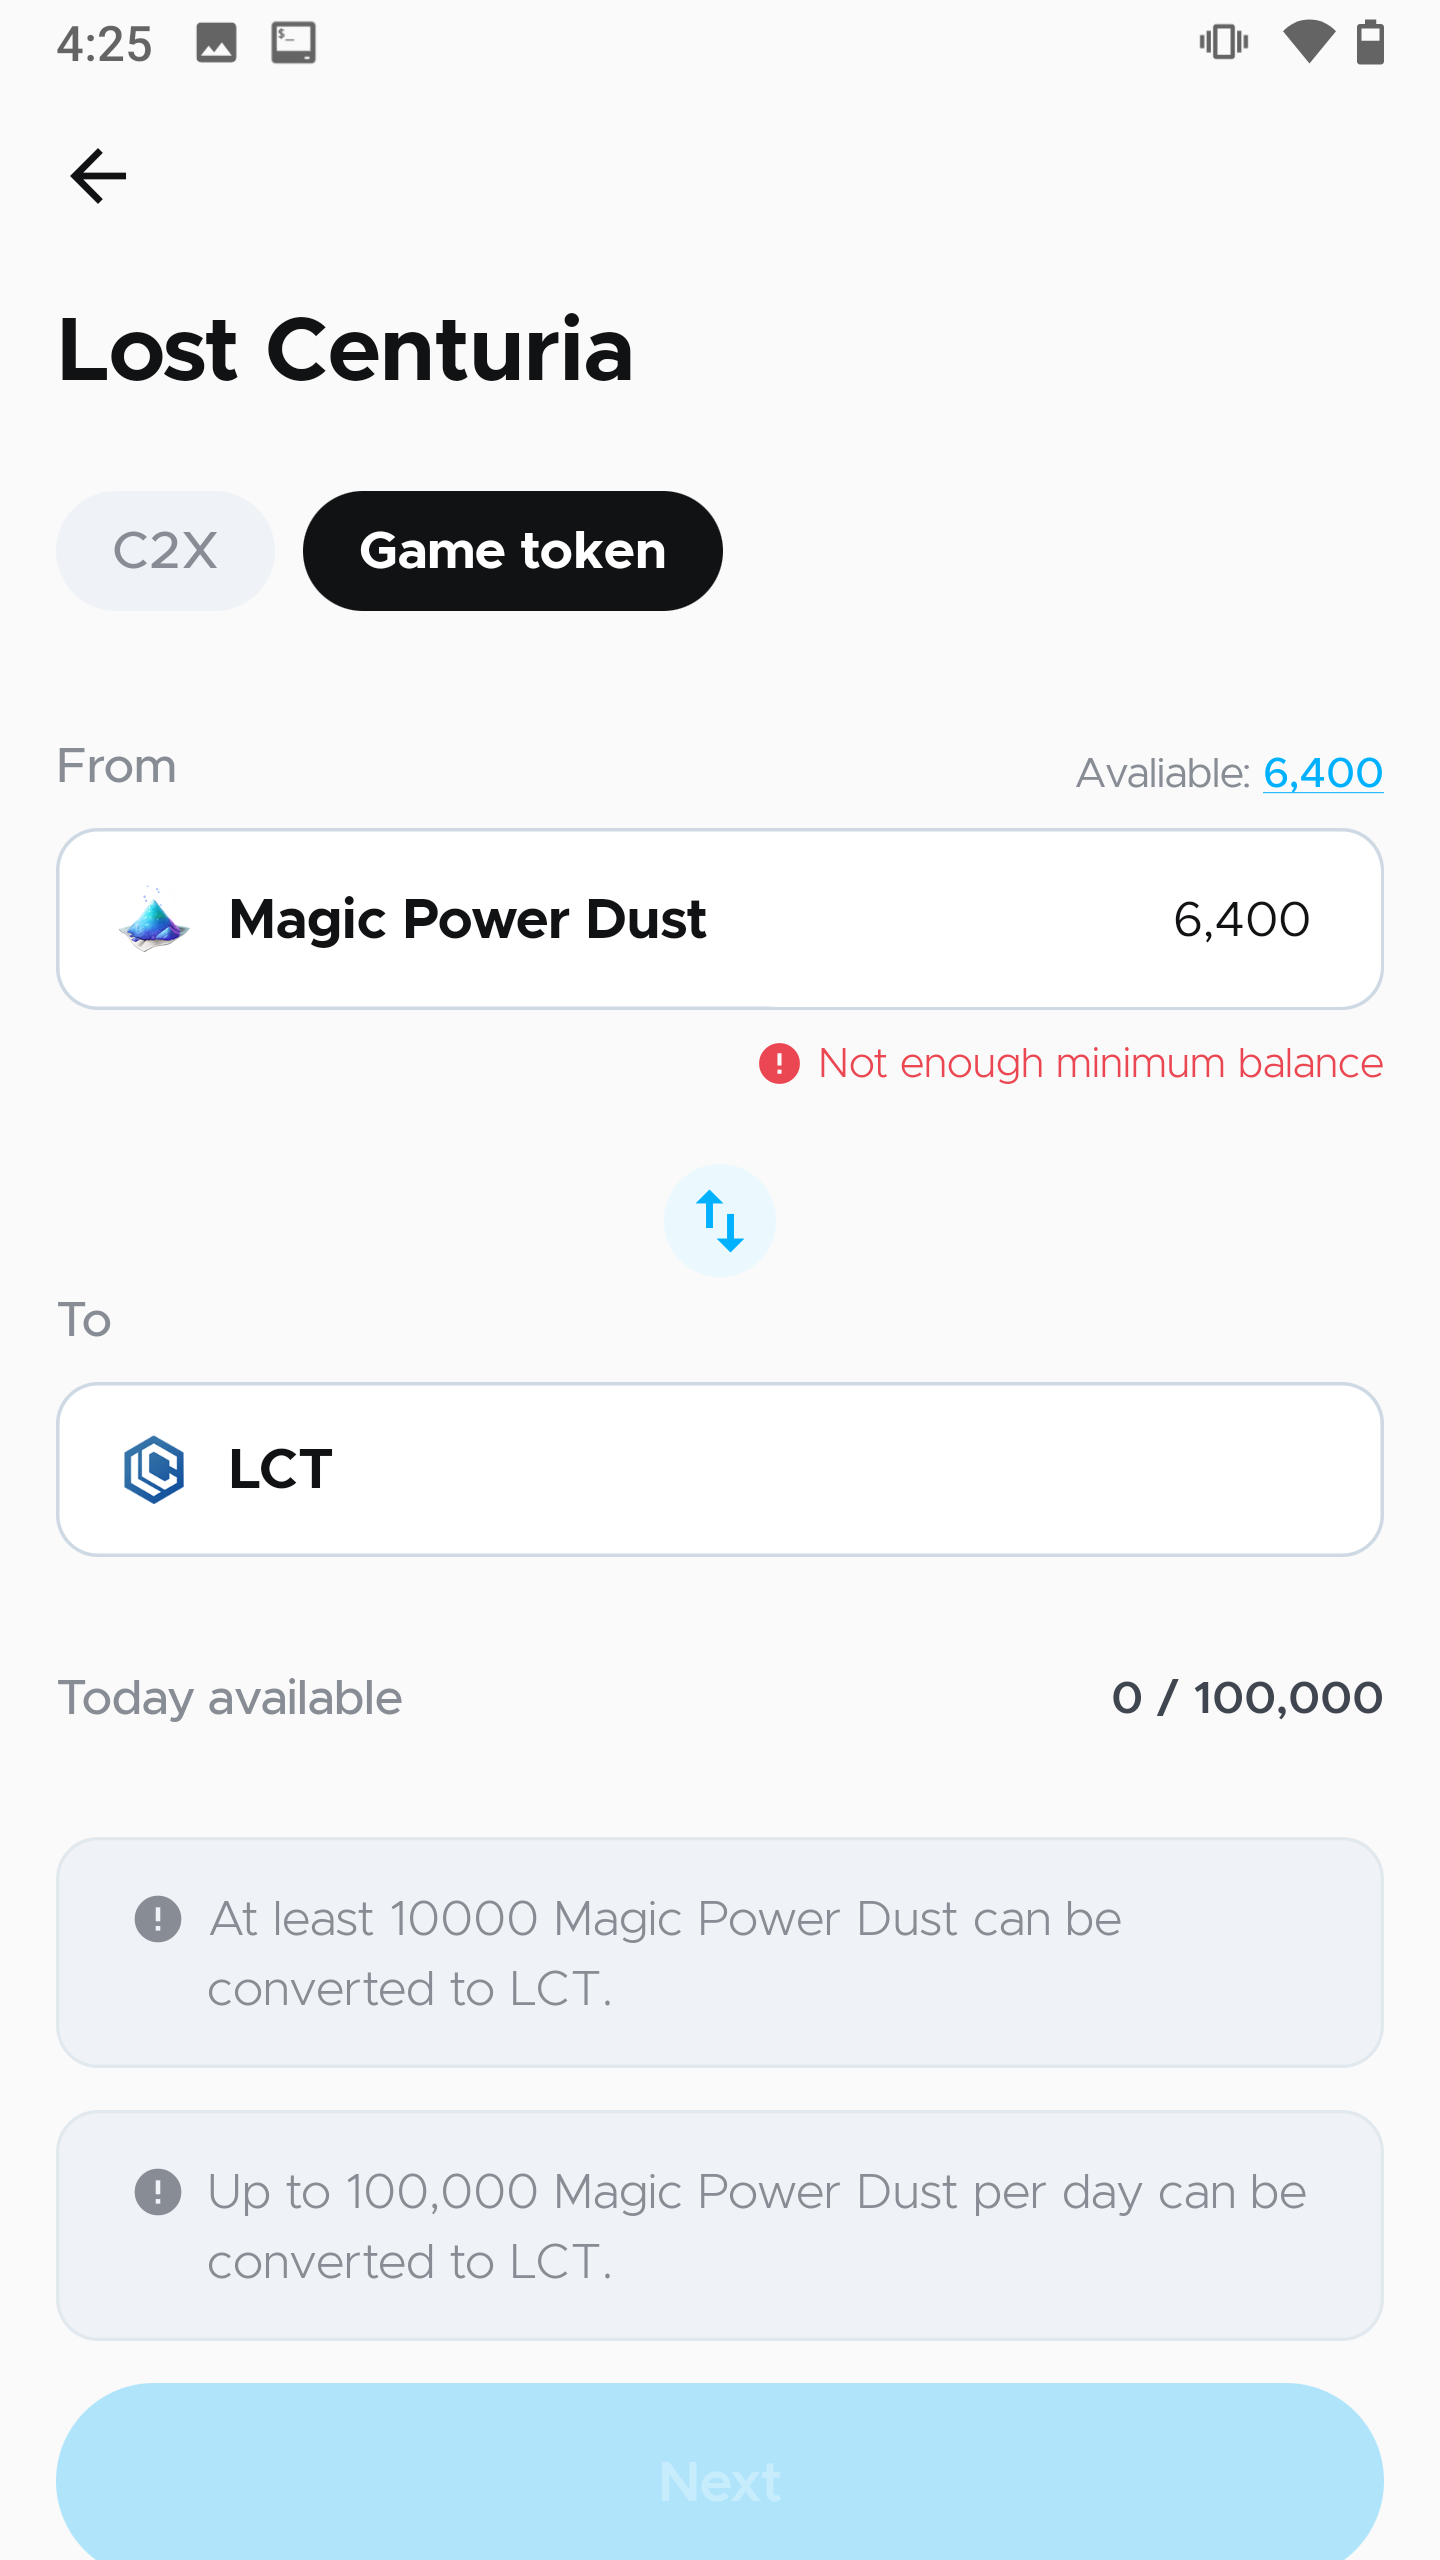 4:25
Lost Centuria
C2X
Game token
From
Avaliable: 6,400
Magic Power Dust
6,400
Not enough minimum balance
To
LCT
Today available
0 / 100,000
At least 10000 Magic Power Dust can be
converted to LCT.
Up to 100,000 Magic Power Dust per day can be
converted to LCT.
Next